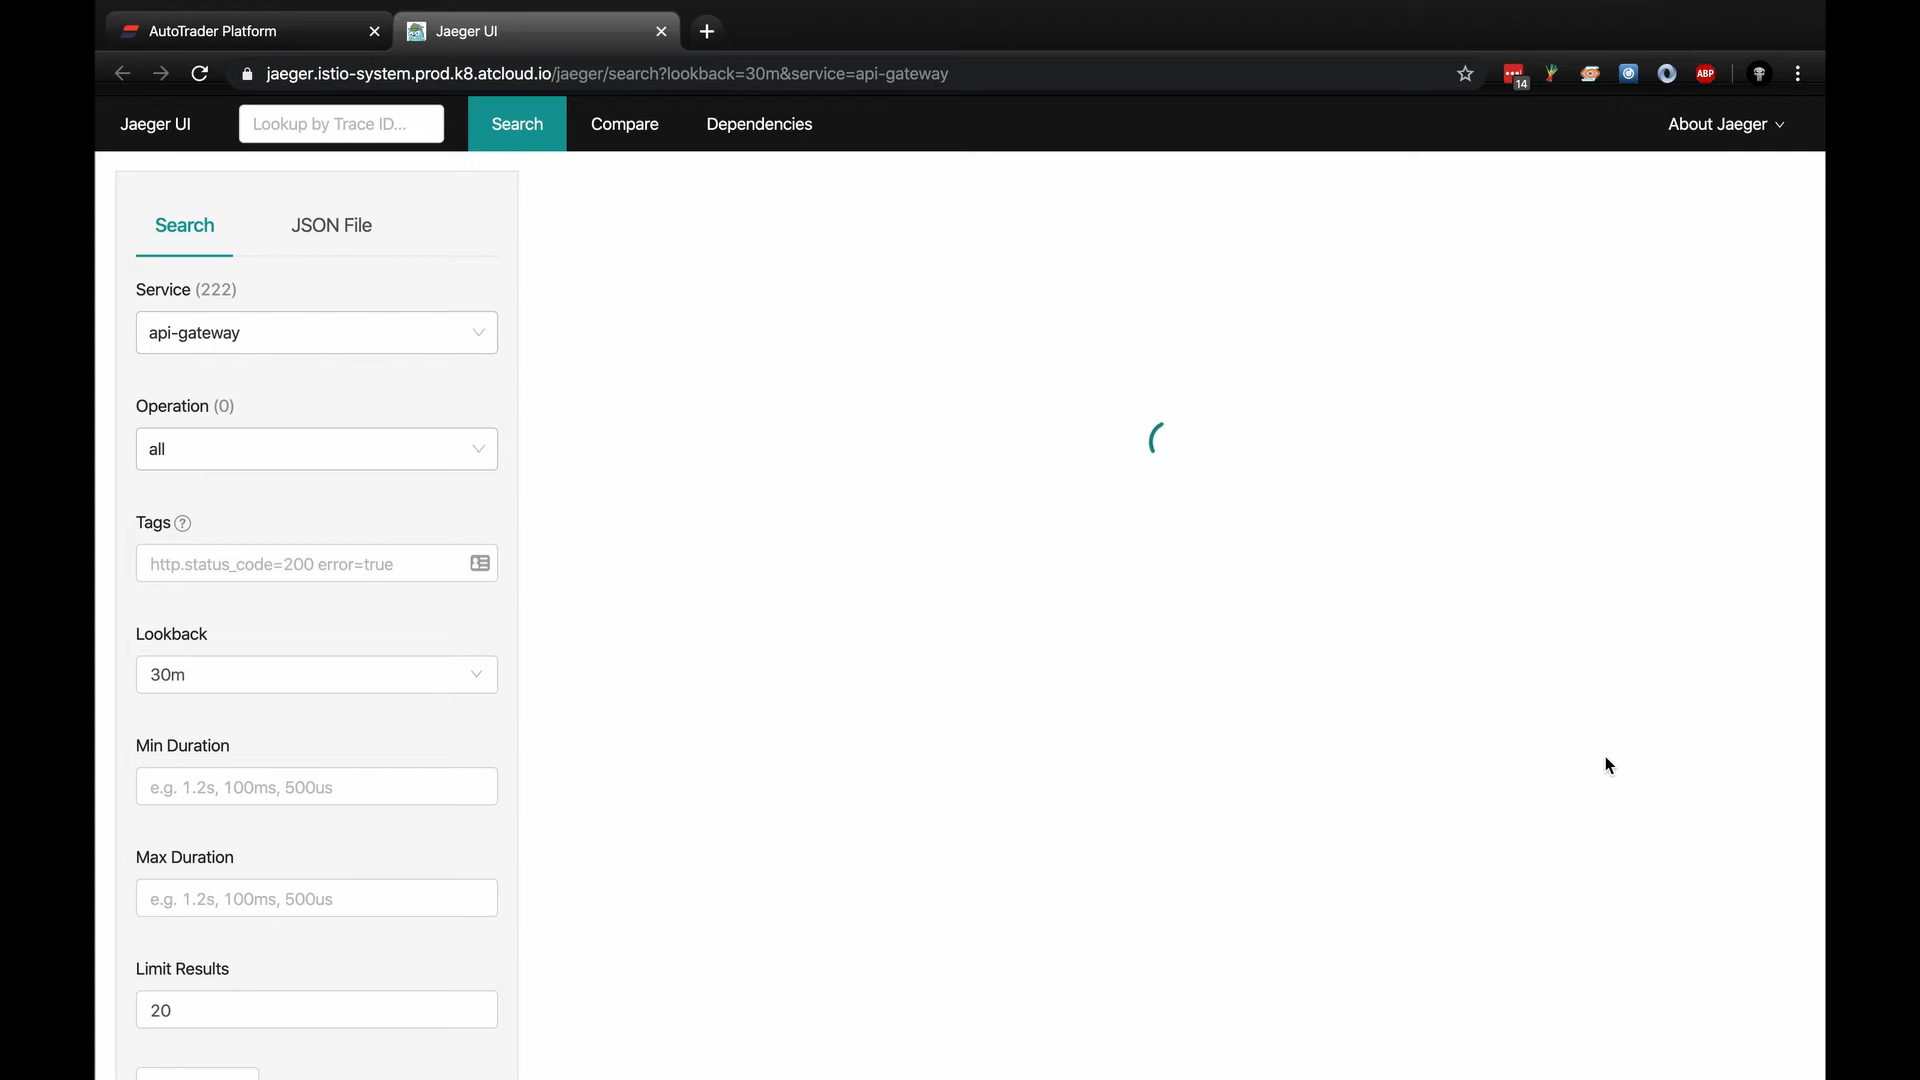 AutoTrader Platform
Jaeger UI
jaeger.istio-system.prod.k8.atcloud.io/jaeger/search?lookback=30m&service=api-gateway
14
ABP
Jaeger UI
Lookup by Trace ID...
Search
Compare
Dependencies
About Jaeger
Search
JSON File
Service (222)
api-gateway
Operation (0)
all
Tags ?
http.status_code=200 error=true
Lookback
30m
Min Duration
e.g. 1.2s, 100ms, 500us
Max Duration
e.g. 1.2s, 100ms, 500us
Limit Results
20